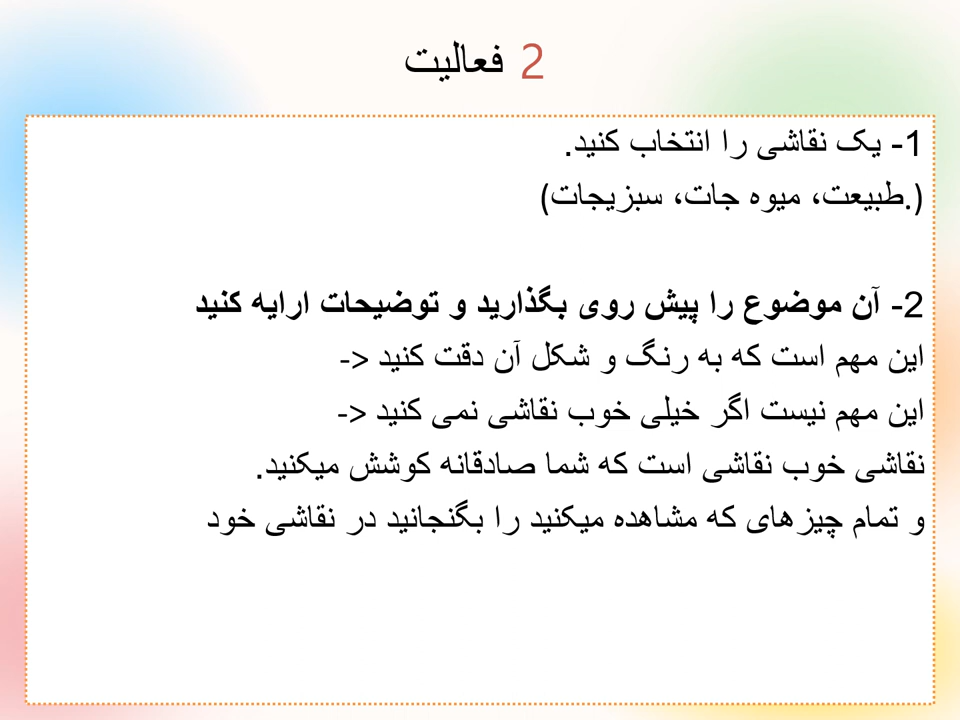 فعالیت 2
1- یک نقاشی را انتخاب کنید.
(.طبیعت، میوه جات، سبزیجات)
2- آن موضوع را پیش روی بگذارید و توضیحات ارایه کنید
این مهم است که به رنگ و شکل آن دقت کنید <-
این مهم نیست اگر خیلی خوب نقاشی نمی کنید <-
نقاشی خوب نقاشی است که شما صادقانه کوشش میکنید.
و تمام چیزهای که مشاهده میکنید را بگنجانید در نقاشی خود